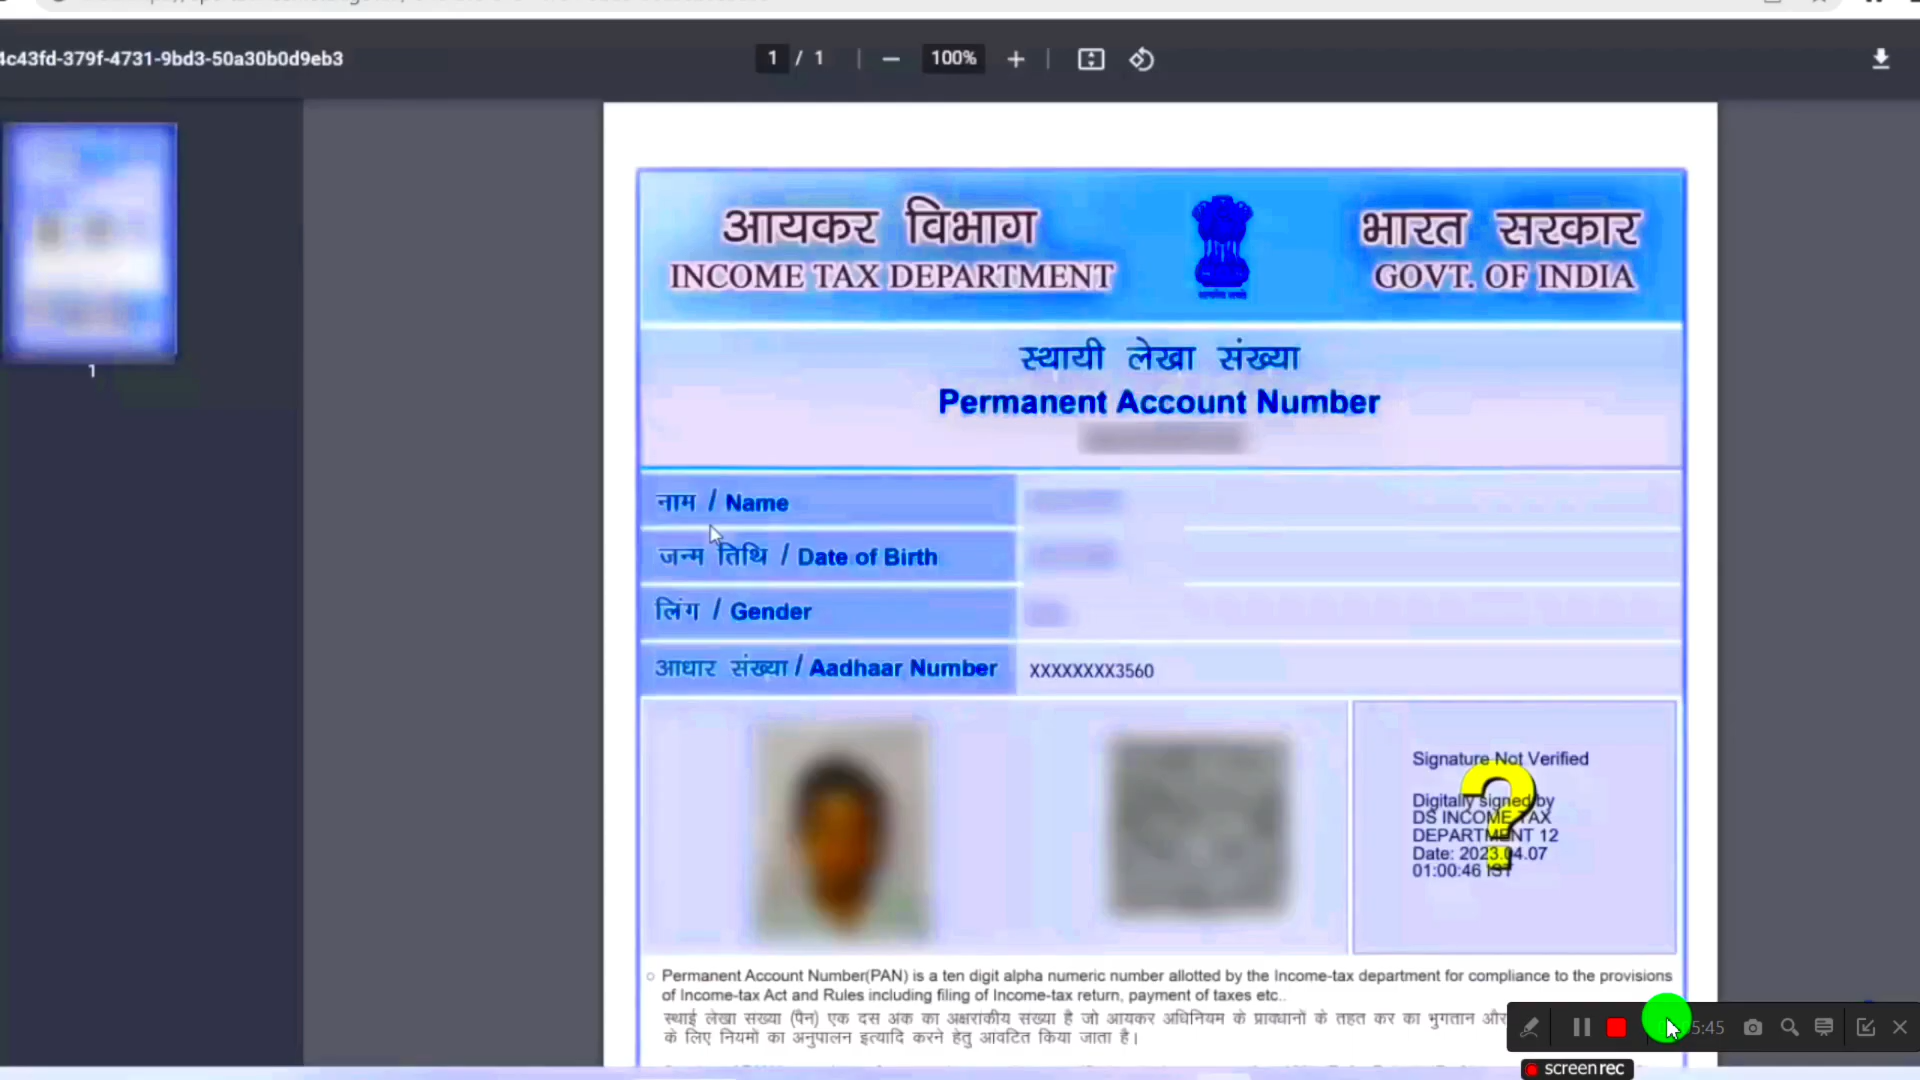 4c43fd-379f-4731-9bd3-50a30b0d9eb3
1 / 1
100%
1
आयकर विभाग
INCOME TAX DEPARTMENT
भारत सरकार
GOVT. OF INDIA
स्थायी लेखा संख्या
Permanent Account Number
नाम / Name
जन्म तिथि / Date of Birth
लिंग / Gender
आधार संख्या / Aadhaar Number
XXXXXXXX3560
Signature Not Verified
Digitally signed by
DS INCOME TAX
DEPARTMENT 12
Date: 2023.04.07
01:00:46 IST
Permanent Account Number(PAN) is a ten digit alpha numeric number allotted by the Income-tax department for compliance to the provisions
of Income-tax Act and Rules including filing of Income-tax return, payment of taxes etc..
स्थाई लेखा संख्या (पैन) एक दस अंक का अक्षरांकीय संख्या है जो आयकर अधिनियम के प्रावधानों के तहत कर का भुगतान और
के लिए नियमों का अनुपालन इत्यादि करने हेतु आवंटित किया जाता है।
5:45
screenrec